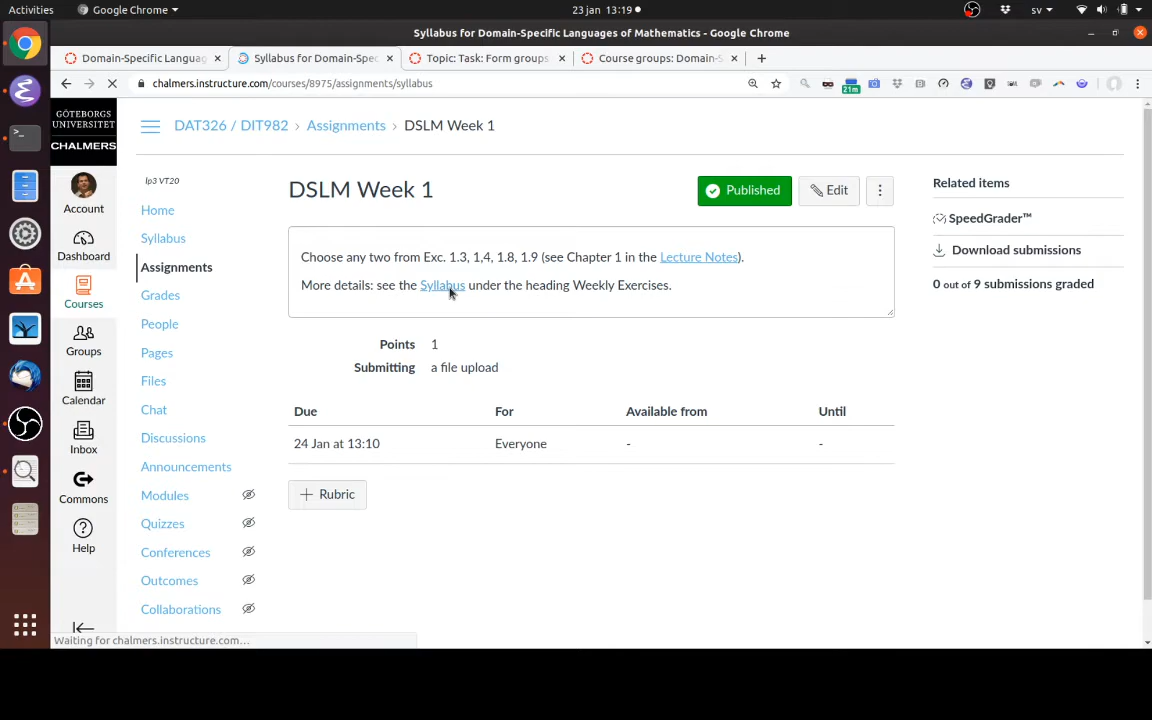 Activities
Google Chrome
23 jan 13:19
sv
Syllabus for Domain-Specific Languages of Mathematics - Google Chrome
Domain-Specific Languag
Syllabus for Domain-Spec
Topic: Task: Form groups
Course groups: Domain-S
chalmers.instructure.com/courses/8975/assignments/syllabus
21m
GÖTEBORGS
UNIVERSITET
CHALMERS
Account
Dashboard
Courses
Groups
Calendar
Inbox
Commons
Help
DAT326 / DIT982 › Assignments › DSLM Week 1
lp3 VT20
Home
Syllabus
Assignments
Grades
People
Pages
Files
Chat
Discussions
Announcements
Modules
Quizzes
Conferences
Outcomes
Collaborations
DSLM Week 1
Published
Edit
Choose any two from Exc. 1.3, 1,4, 1.8, 1.9 (see Chapter 1 in the Lecture Notes).
More details: see the Syllabus under the heading Weekly Exercises.
Points 1
Submitting a file upload
Due For Available from Until
24 Jan at 13:10 Everyone - -
+ Rubric
Related items
SpeedGrader™
Download submissions
0 out of 9 submissions graded
Waiting for chalmers.instructure.com...